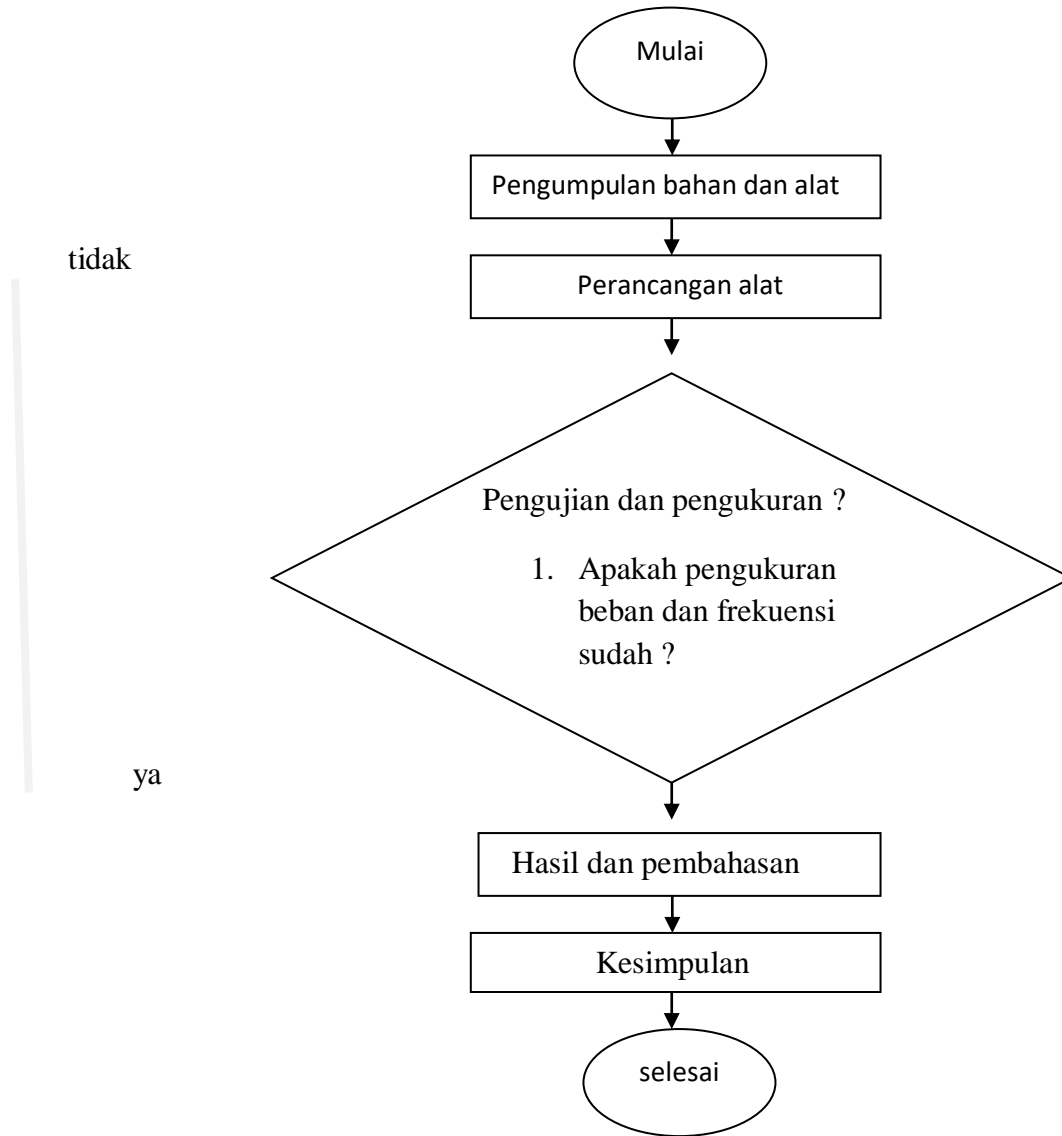 Mulai
Pengumpulan bahan dan alat
tidak
Perancangan alat
Pengujian dan pengukuran ?
1. Apakah pengukuran
beban dan frekuensi
sudah ?
ya
Hasil dan pembahasan
Kesimpulan
selesai